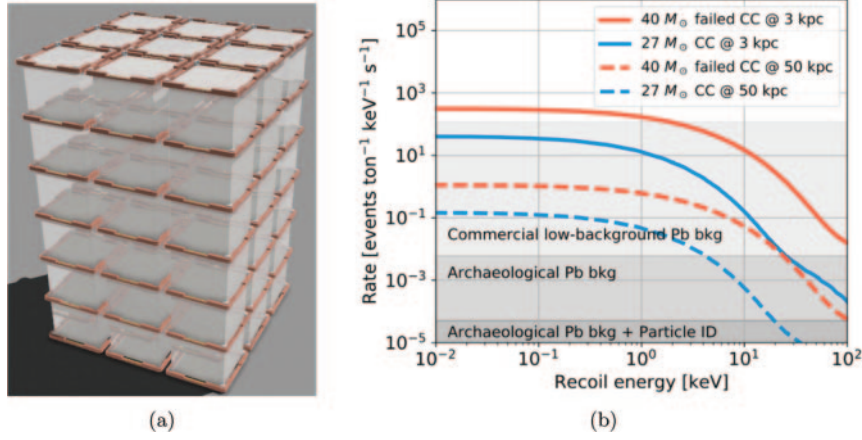 10⁵
10³
10¹
10⁻¹
10⁻³
10⁻⁵
Rate [events ton⁻¹ keV⁻¹ s⁻¹]
40 M☉ failed CC @ 3 kpc
27 M☉ CC @ 3 kpc
40 M☉ failed CC @ 50 kpc
27 M☉ CC @ 50 kpc
Commercial low-background Pb bkg
Archaeological Pb bkg
Archaeological Pb bkg + Particle ID
10⁻² 10⁻¹ 10⁰ 10¹ 10²
Recoil energy [keV]
(a) (b)